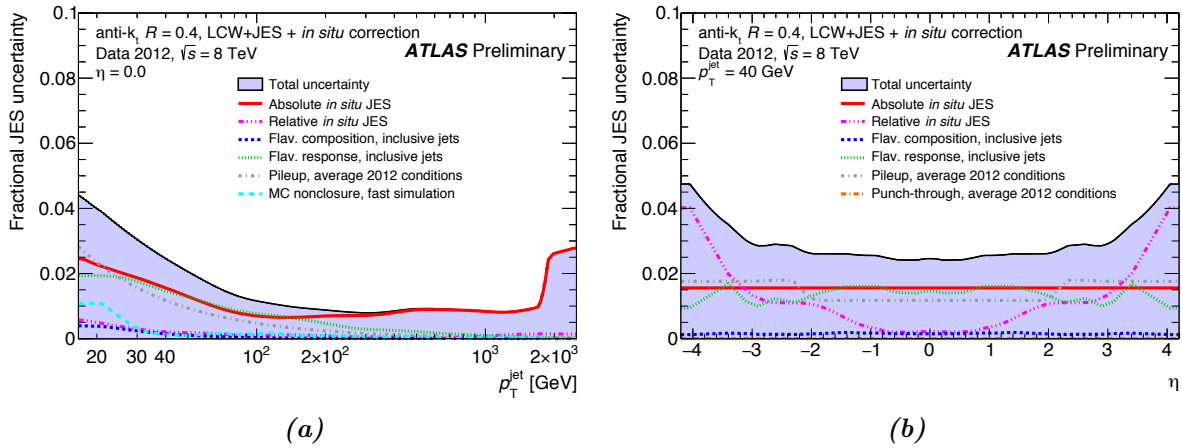 Fractional JES uncertainty
0.1
0.08
0.06
0.04
0.02
0
anti-kₜ R = 0.4, LCW+JES + in situ correction
Data 2012, √s = 8 TeV
ATLAS Preliminary
η = 0.0
Total uncertainty
Absolute in situ JES
Relative in situ JES
Flav. composition, inclusive jets
Flav. response, inclusive jets
Pileup, average 2012 conditions
MC nonclosure, fast simulation
20 30 40 10² 2×10² 10³ 2×10³
p_T^jet [GeV]
(a)
Fractional JES uncertainty
0.1
0.08
0.06
0.04
0.02
0
anti-kₜ R = 0.4, LCW+JES + in situ correction
Data 2012, √s = 8 TeV
ATLAS Preliminary
p_T^jet = 40 GeV
Total uncertainty
Absolute in situ JES
Relative in situ JES
Flav. composition, inclusive jets
Flav. response, inclusive jets
Pileup, average 2012 conditions
Punch-through, average 2012 conditions
−4 −3 −2 −1 0 1 2 3 4
η
(b)